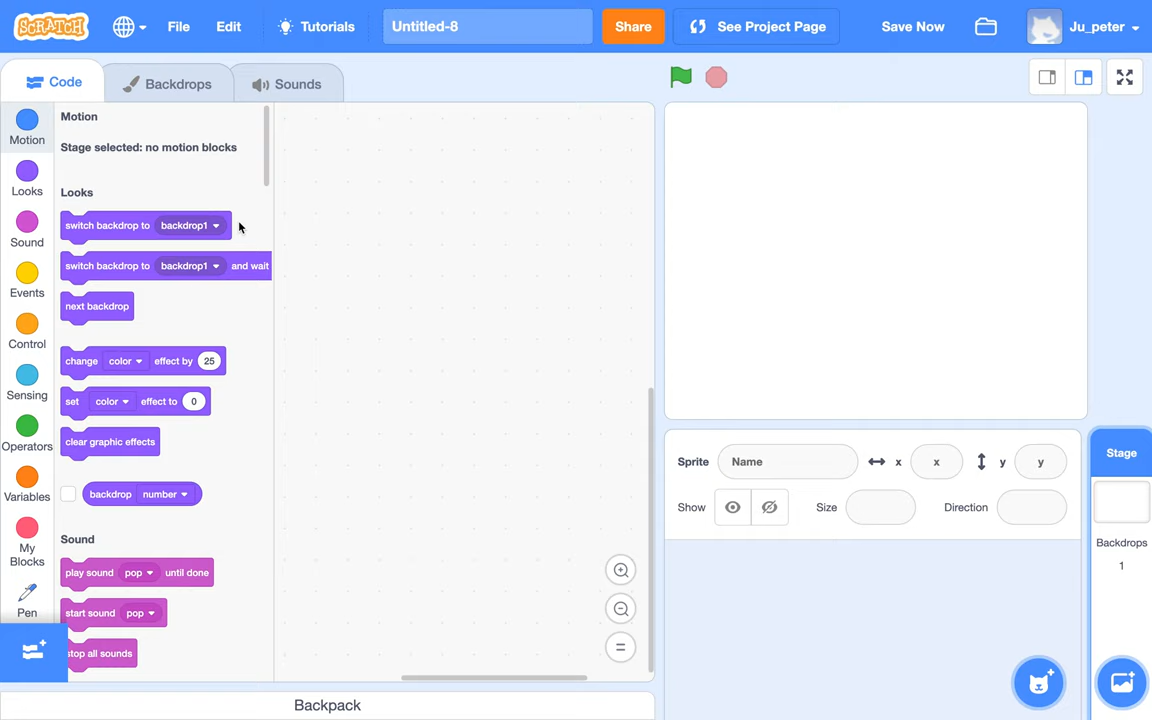 SCRATCH File Edit Tutorials Untitled-8 Share See Project Page Save Now Ju_peter
Code Backdrops Sounds
Motion
Looks
Sound
Events
Control
Sensing
Operators
Variables
My
Blocks
Pen
Motion
Stage selected: no motion blocks
Looks
switch backdrop to backdrop1
switch backdrop to backdrop1 and wait
next backdrop
change color effect by 25
set color effect to 0
clear graphic effects
backdrop number
Sound
play sound pop until done
start sound pop
stop all sounds
Backpack
Sprite Name x x y y
Show Size Direction
Stage
Backdrops
1